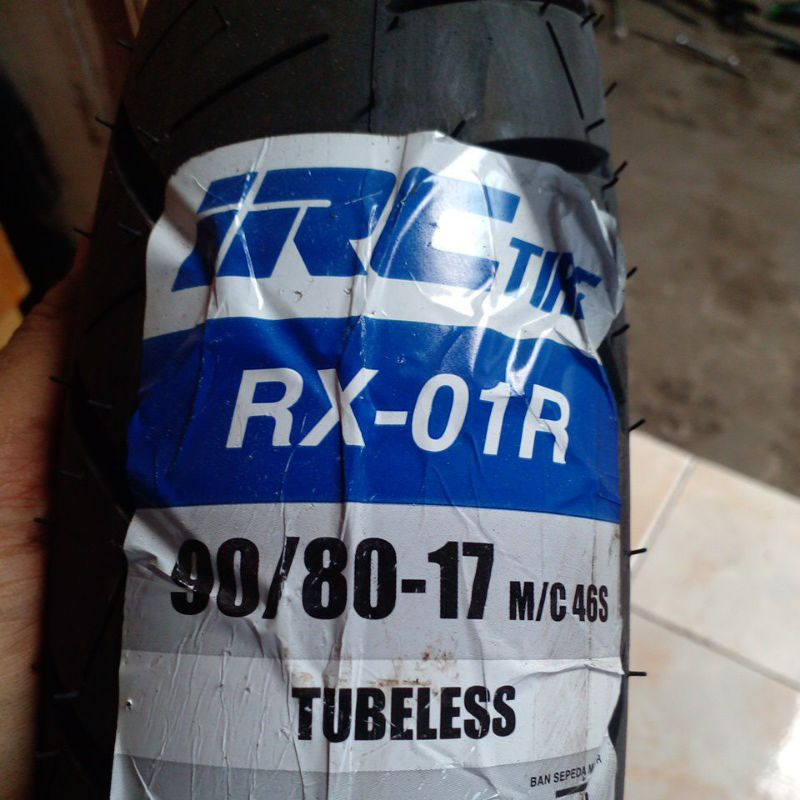 IRC TIRE
RX-01R
90/80-17 M/C 46S
TUBELESS
BAN SEPEDA